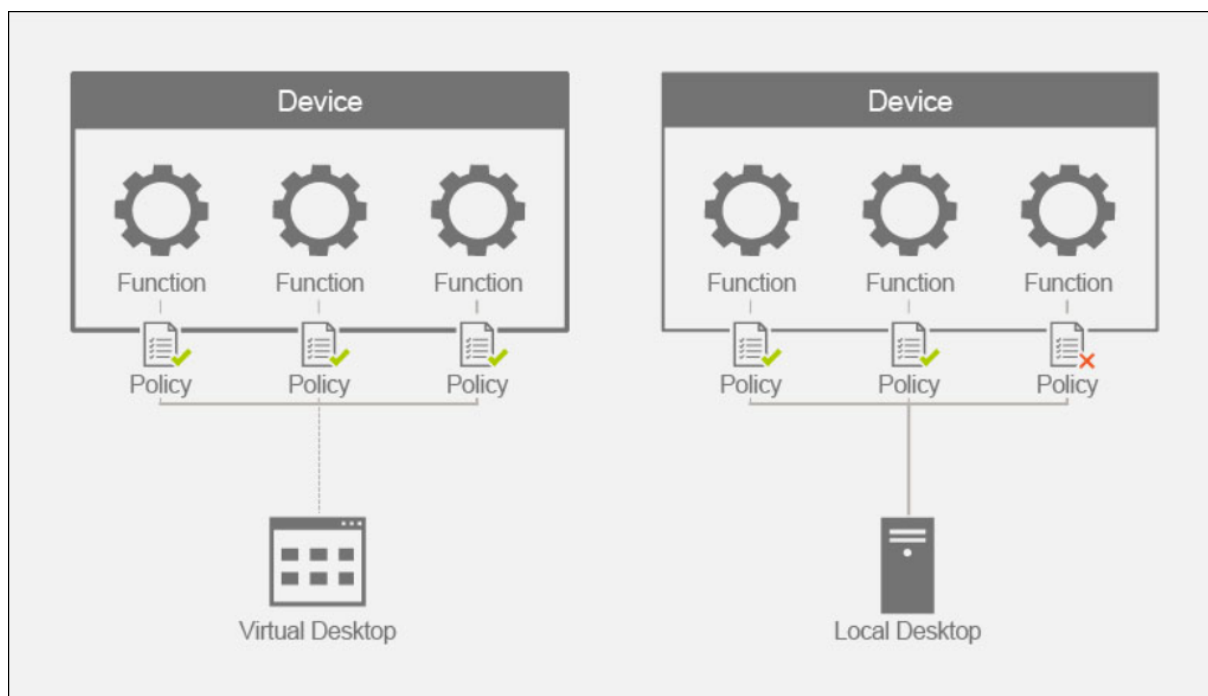 Device
Function Function Function
Policy Policy Policy
Virtual Desktop
Device
Function Function Function
Policy Policy Policy
Local Desktop